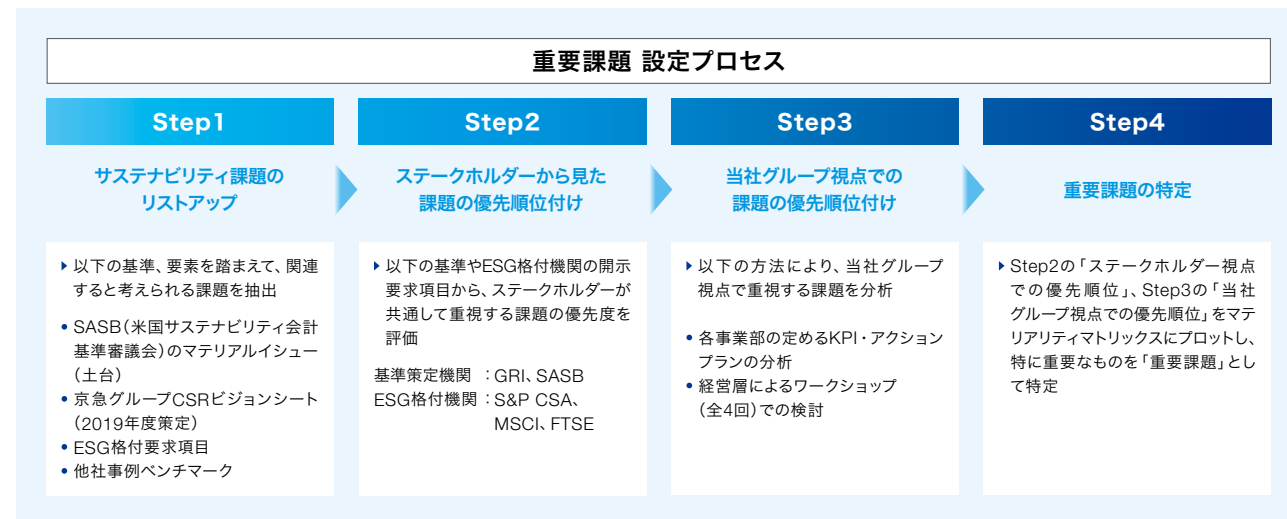 重要課題 設定プロセス
Step1
サステナビリティ課題の
リストアップ
▶ 以下の基準、要素を踏まえて、関連
すると考えられる課題を抽出
• SASB（米国サステナビリティ会計
基準審議会）のマテリアルイシュー
（土台）
• 京急グループCSRビジョンシート
（2019年度策定）
• ESG格付要求項目
• 他社事例ベンチマーク
Step2
ステークホルダーから見た
課題の優先順位付け
▶ 以下の基準やESG格付機関の開示
要求項目から、ステークホルダーが
共通して重視する課題の優先度を
評価
基準策定機関 ：GRI、SASB
ESG格付機関：S&P CSA、
MSCI、FTSE
Step3
当社グループ視点での
課題の優先順位付け
▶ 以下の方法により、当社グループ
視点で重視する課題を分析
• 各事業部の定めるKPI・アクション
プランの分析
• 経営層によるワークショップ
（全4回）での検討
Step4
重要課題の特定
▶ Step2の「ステークホルダー視点
での優先順位」、Step3の「当社
グループ視点での優先順位」をマテ
リアリティマトリックスにプロットし、
特に重要なものを「重要課題」とし
て特定